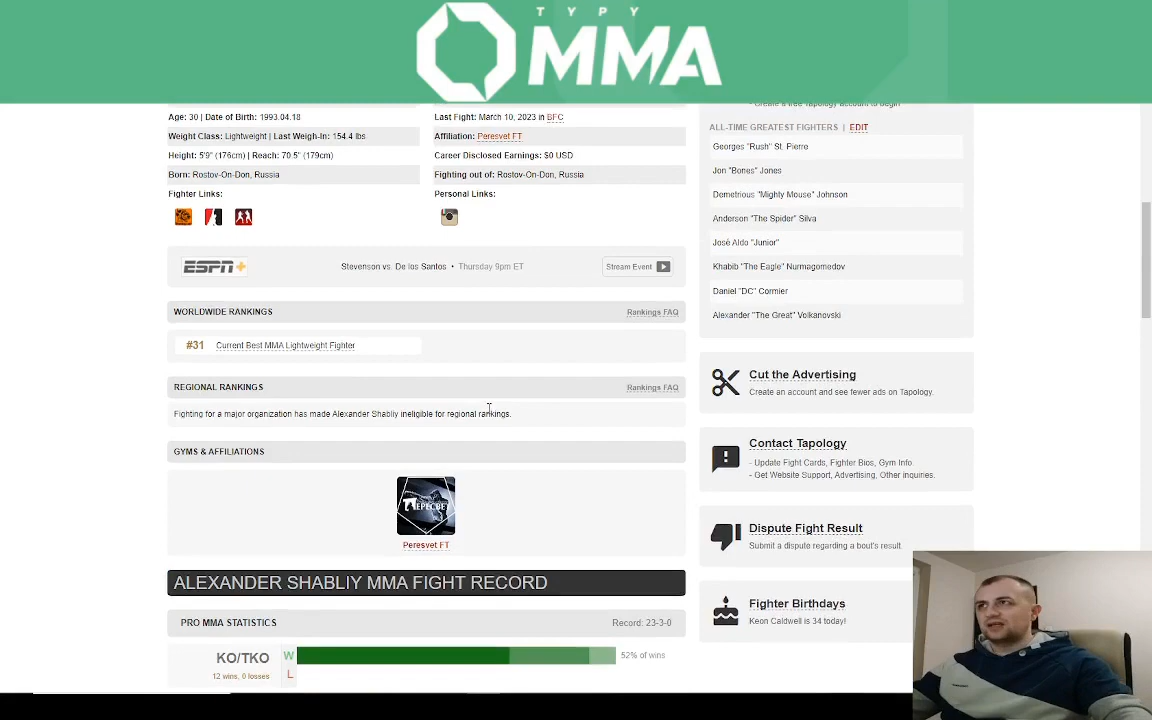 TYPY
MMA
- Create a free Tapology account to begin
Age: 30 | Date of Birth: 1993.04.18
Last Fight: March 10, 2023 in BFC
ALL-TIME GREATEST FIGHTERS | EDIT
Weight Class: Lightweight | Last Weigh-In: 154.4 lbs
Affiliation: Peresvet FT
Georges "Rush" St. Pierre
Height: 5'9" (176cm) | Reach: 70.5" (179cm)
Career Disclosed Earnings: $0 USD
Jon "Bones" Jones
Born: Rostov-On-Don, Russia
Fighting out of: Rostov-On-Don, Russia
Demetrious "Mighty Mouse" Johnson
Fighter Links:
Personal Links:
Anderson "The Spider" Silva
José Aldo "Junior"
ESPN+
Stevenson vs. De los Santos • Thursday 9pm ET
Stream Event
Khabib "The Eagle" Nurmagomedov
Daniel "DC" Cormier
Alexander "The Great" Volkanovski
WORLDWIDE RANKINGS
Rankings FAQ
#31 Current Best MMA Lightweight Fighter
REGIONAL RANKINGS
Rankings FAQ
Fighting for a major organization has made Alexander Shabliy ineligible for regional rankings.
GYMS & AFFILIATIONS
ПЕРЕСВЕТ
Peresvet FT
Cut the Advertising
Create an account and see fewer ads on Tapology.
Contact Tapology
- Update Fight Cards, Fighter Bios, Gym Info.
- Get Website Support, Advertising, Other inquiries.
Dispute Fight Result
Submit a dispute regarding a bout's result.
Fighter Birthdays
Keon Caldwell is 34 today!
ALEXANDER SHABLIY MMA FIGHT RECORD
PRO MMA STATISTICS
Record: 23-3-0
KO/TKO
W
52% of wins
12 wins, 0 losses
L